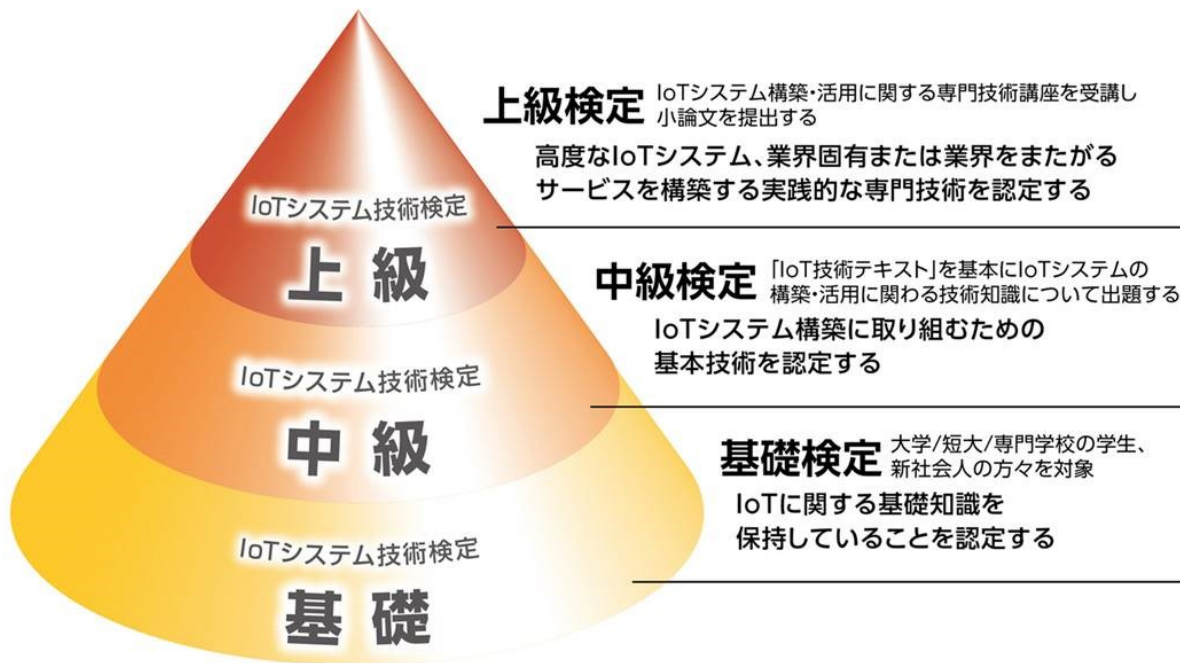 上級検定 IoTシステム構築・活用に関する専門技術講座を受講し
小論文を提出する
高度なIoTシステム、業界固有または業界をまたがる
サービスを構築する実践的な専門技術を認定する
IoTシステム技術検定
上級
中級検定 「IoT技術テキスト」を基本にIoTシステムの
構築・活用に関わる技術知識について出題する
IoTシステム構築に取り組むための
基本技術を認定する
IoTシステム技術検定
中級
基礎検定 大学/短大/専門学校の学生、
新社会人の方々を対象
IoTに関する基礎知識を
保持していることを認定する
IoTシステム技術検定
基礎